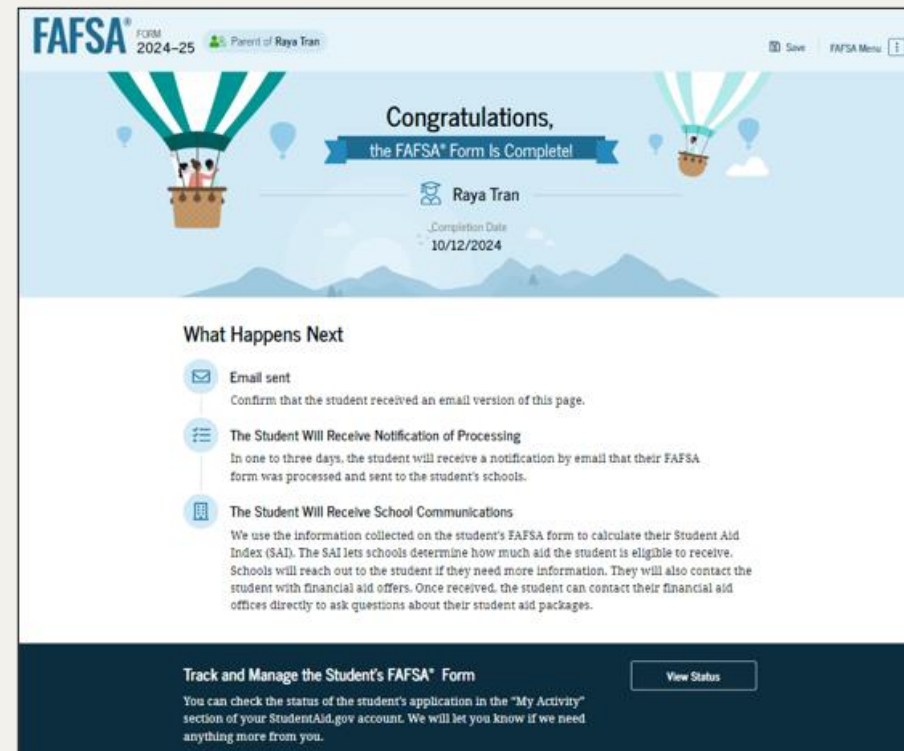 FAFSA® FORM 2024–25 Parent of Raya Tran Save FAFSA Menu
Congratulations,
the FAFSA® Form Is Complete!
Raya Tran
Completion Date
10/12/2024
What Happens Next
Email sent
Confirm that the student received an email version of this page.
The Student Will Receive Notification of Processing
In one to three days, the student will receive a notification by email that their FAFSA
form was processed and sent to the student's schools.
The Student Will Receive School Communications
We use the information collected on the student's FAFSA form to calculate their Student Aid
Index (SAI). The SAI lets schools determine how much aid the student is eligible to receive.
Schools will reach out to the student if they need more information. They will also contact the
student with financial aid offers. Once received, the student can contact their financial aid
offices directly to ask questions about their student aid packages.
Track and Manage the Student's FAFSA® Form
View Status
You can check the status of the student's application in the "My Activity"
section of your StudentAid.gov account. We will let you know if we need
anything more from you.